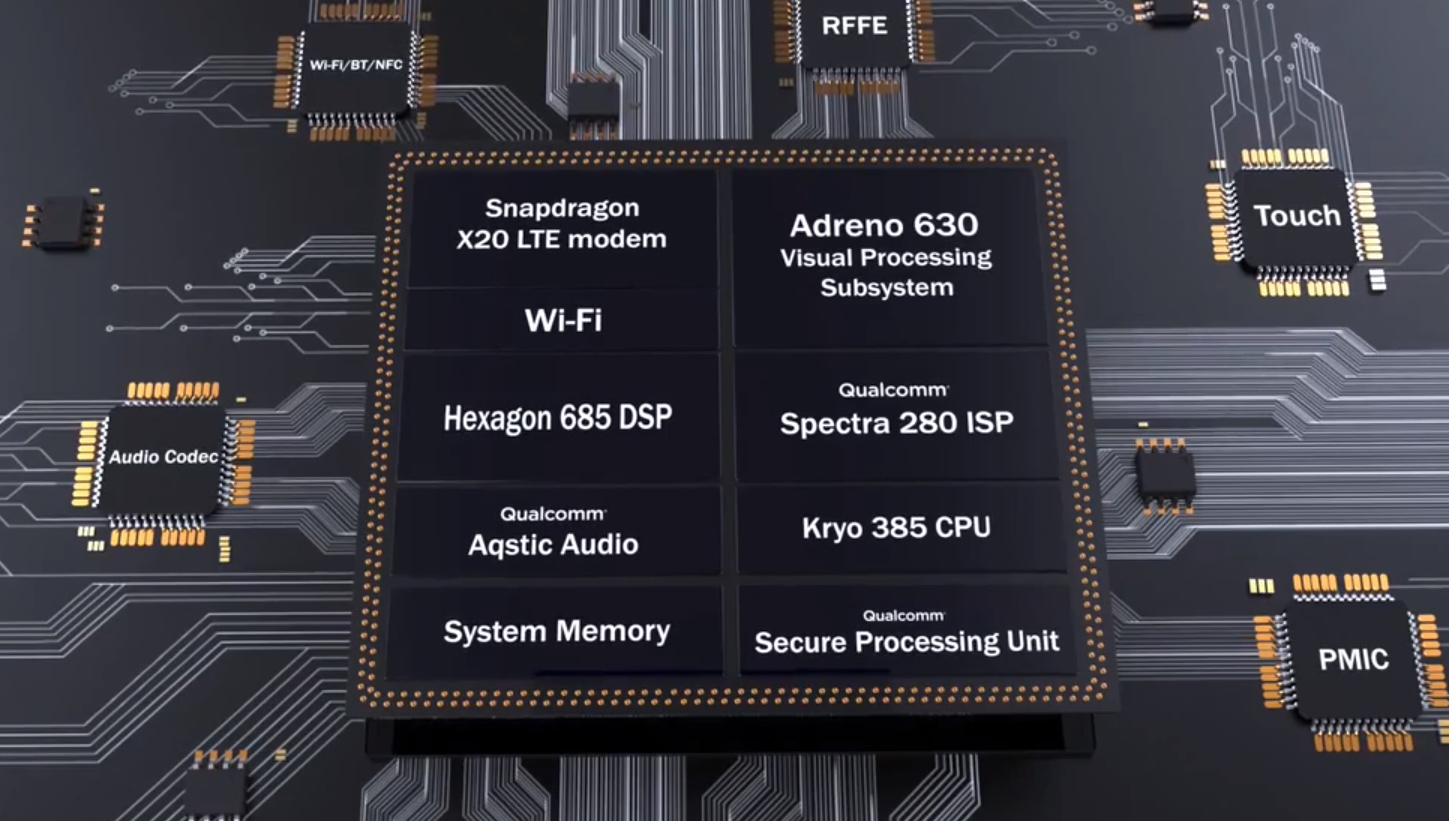 Wi-Fi/BT/NFC
RFFE
Touch
Snapdragon
X20 LTE modem
Wi-Fi
Hexagon 685 DSP
Qualcomm
Aqstic Audio
System Memory
Adreno 630
Visual Processing
Subsystem
Qualcomm
Spectra 280 ISP
Kryo 385 CPU
Qualcomm
Secure Processing Unit
Audio Codec
PMIC